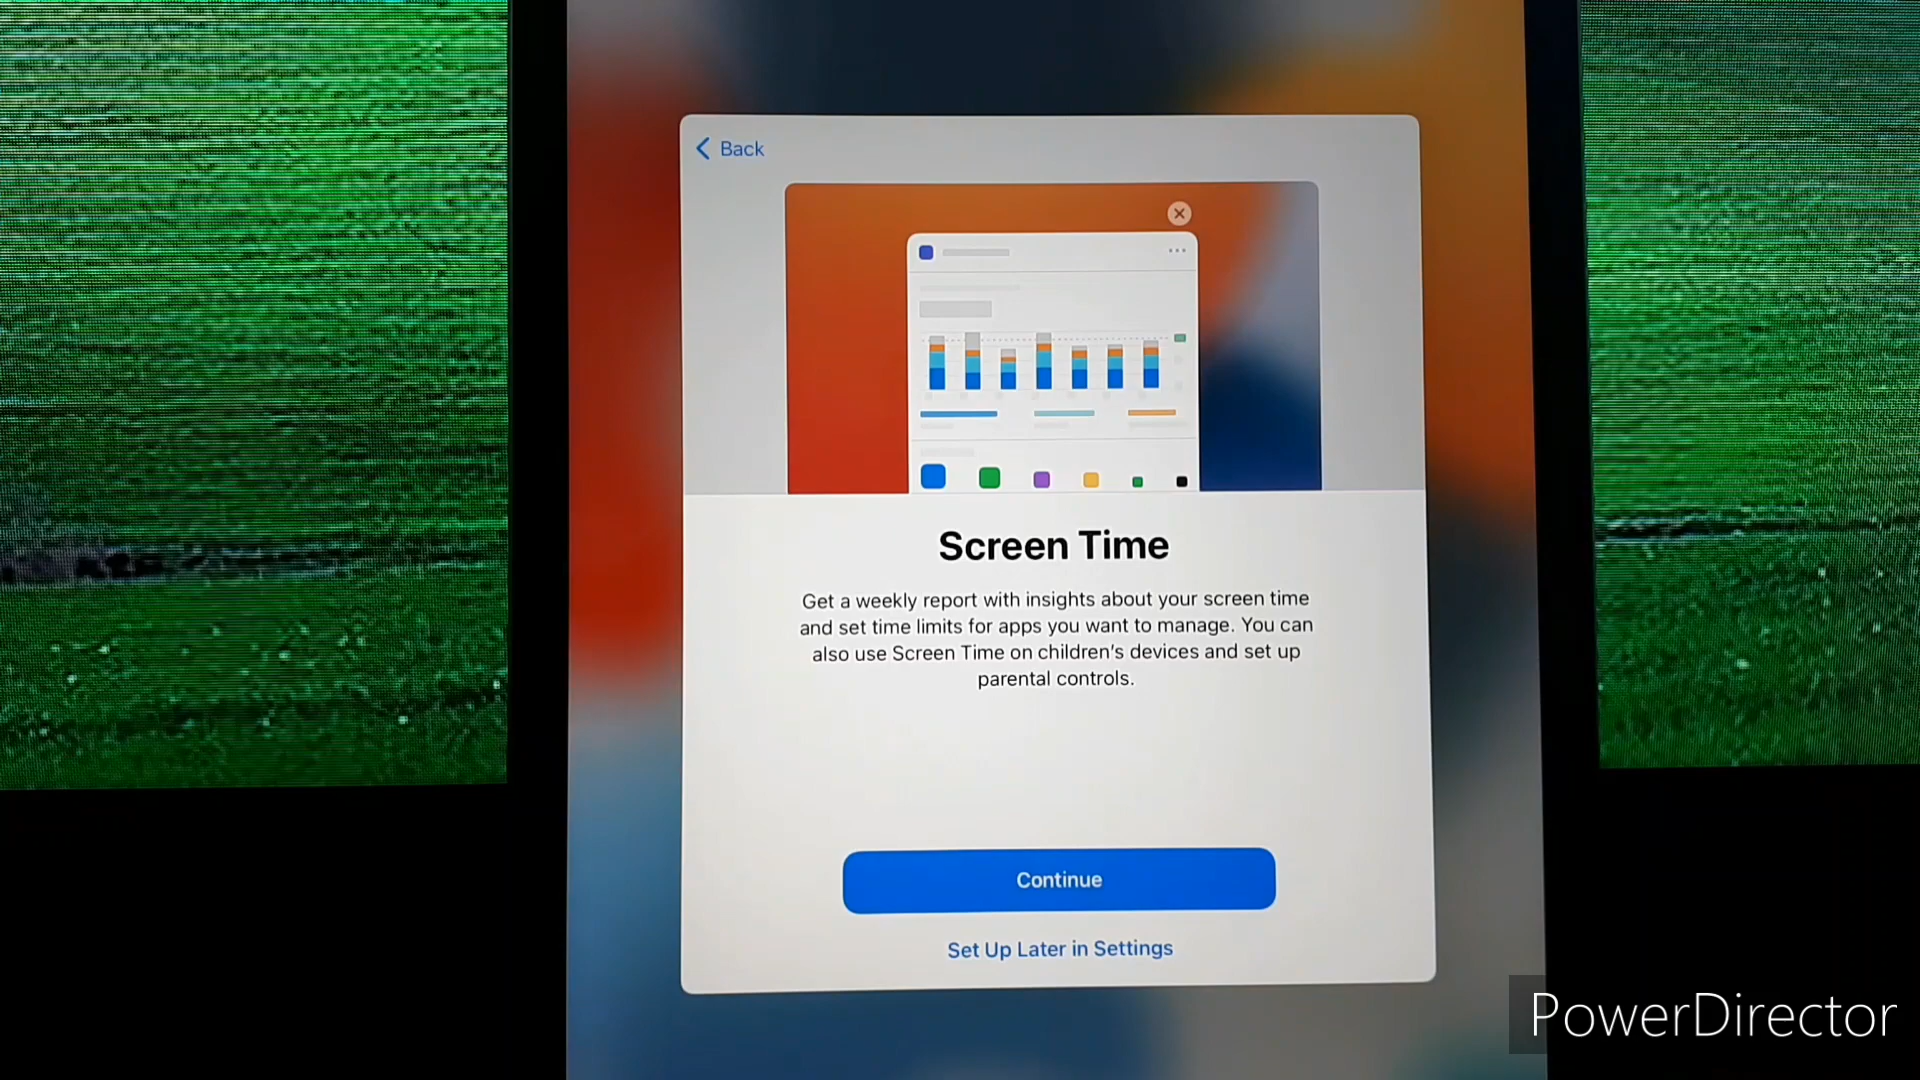 Back
Screen Time
Get a weekly report with insights about your screen time
and set time limits for apps you want to manage. You can
also use Screen Time on children's devices and set up
parental controls.
Continue
Set Up Later in Settings
PowerDirector